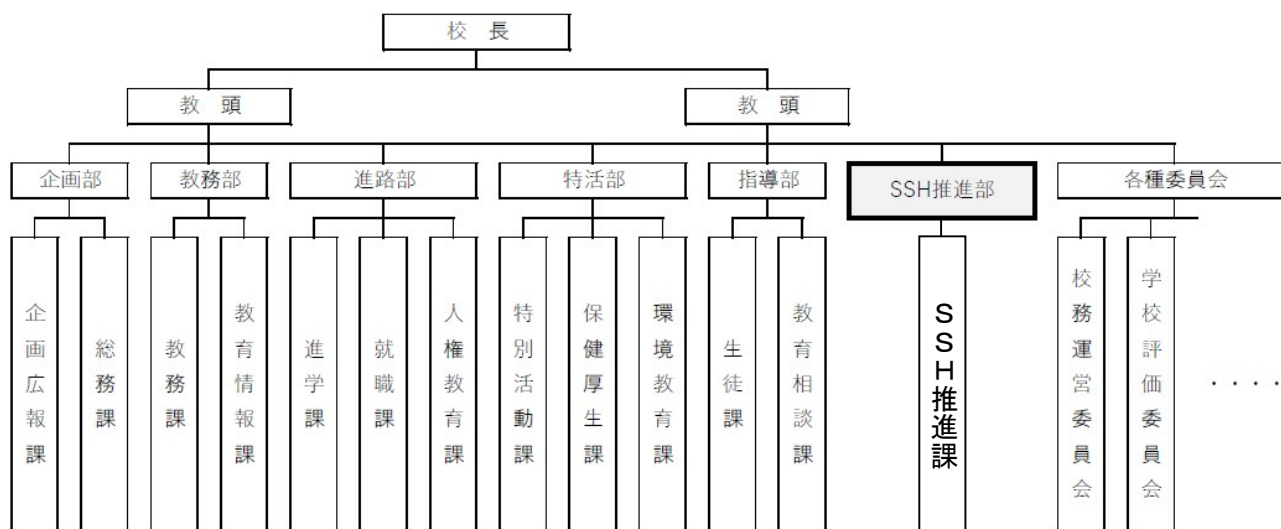 校 長
教 頭
教 頭
企画部
教務部
進路部
特活部
指導部
SSH推進部
各種委員会
企画広報課
総務課
教務課
教育情報課
進学課
就職課
人権教育課
特別活動課
保健厚生課
環境教育課
生徒課
教育相談課
SSH推進課
校務運営委員会
学校評価委員会
・・・・